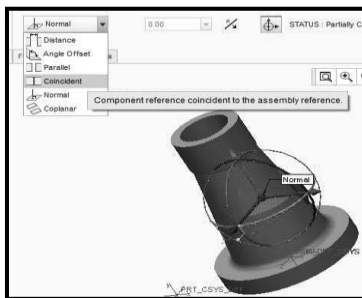 Normal 0.00 STATUS : Partially C
Distance
Angle Offset
Parallel
Coincident
Normal
Coplanar
Component reference coincident to the assembly reference.
Normal
PRT_CSYS